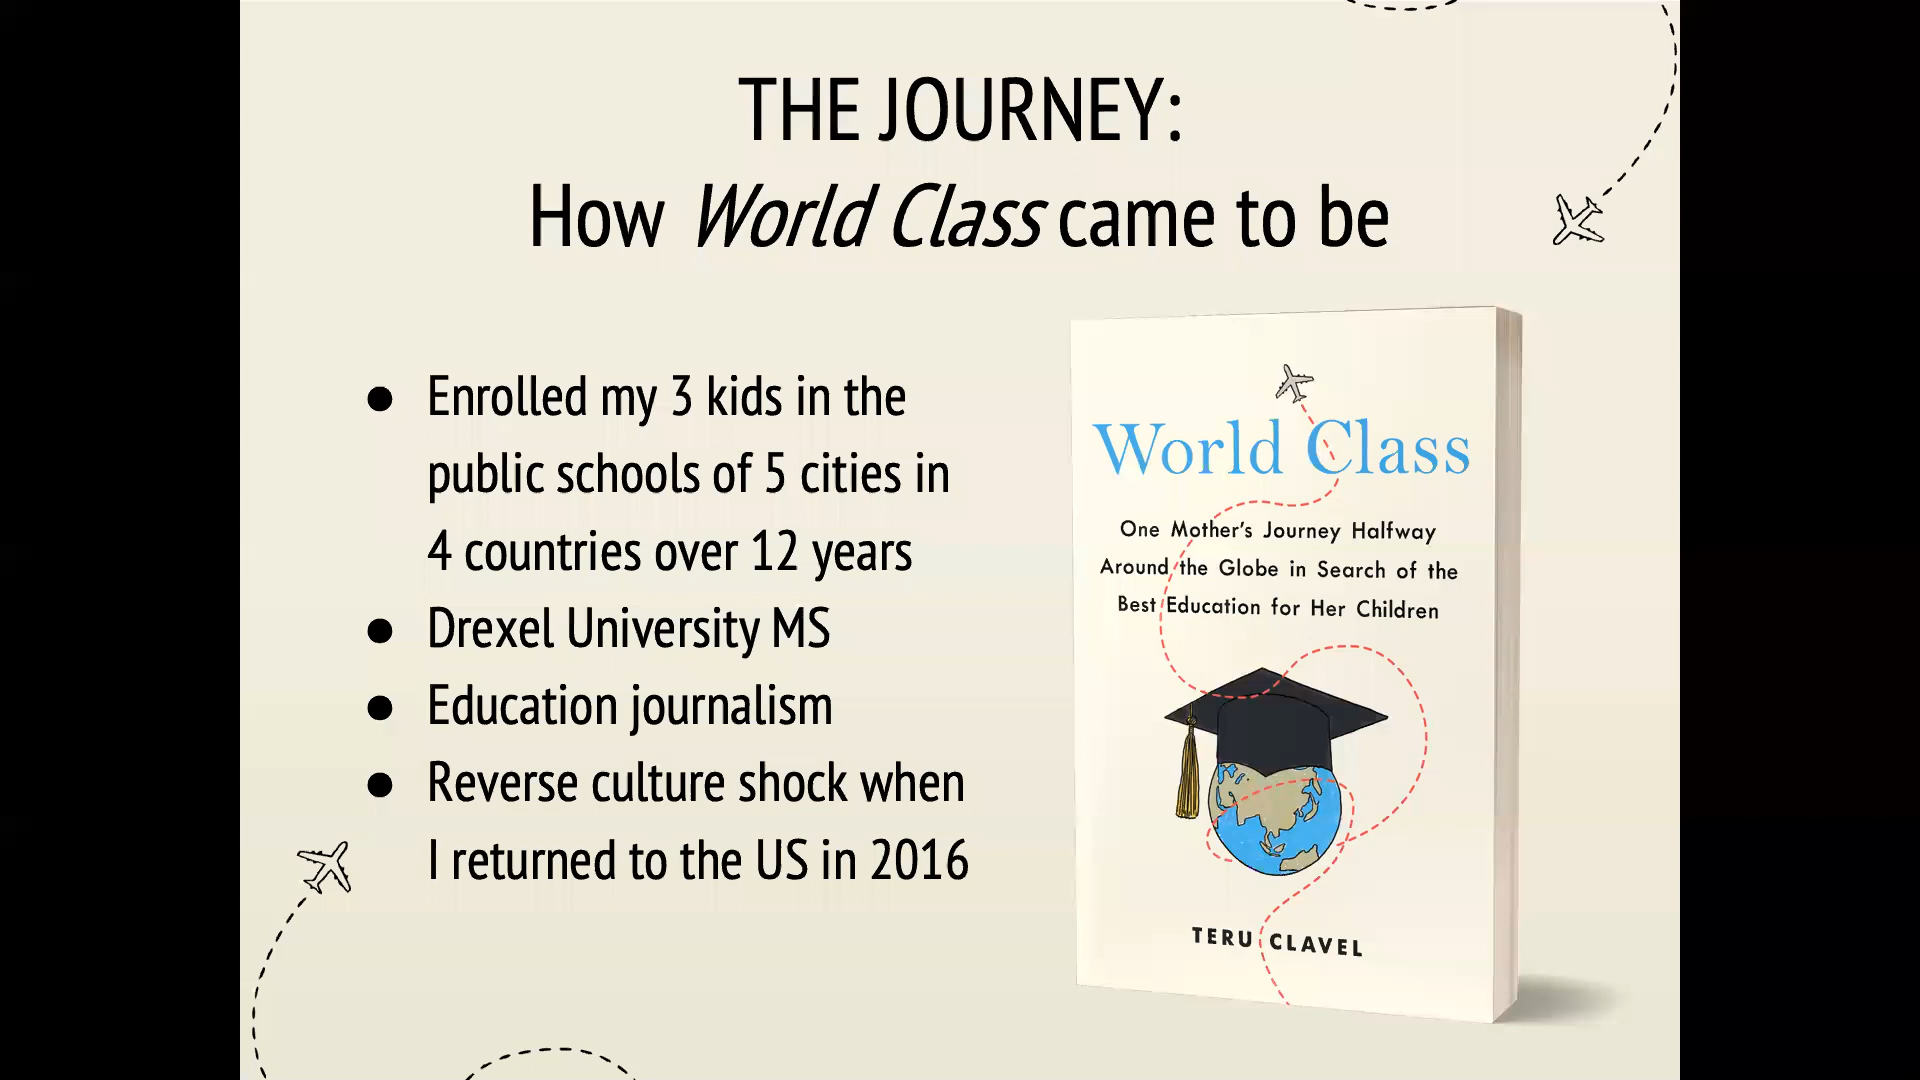 THE JOURNEY:
How World Class came to be
● Enrolled my 3 kids in the
public schools of 5 cities in
4 countries over 12 years
● Drexel University MS
● Education journalism
● Reverse culture shock when
I returned to the US in 2016
World Class
One Mother's Journey Halfway
Around the Globe in Search of the
Best Education for Her Children
TERU CLAVEL